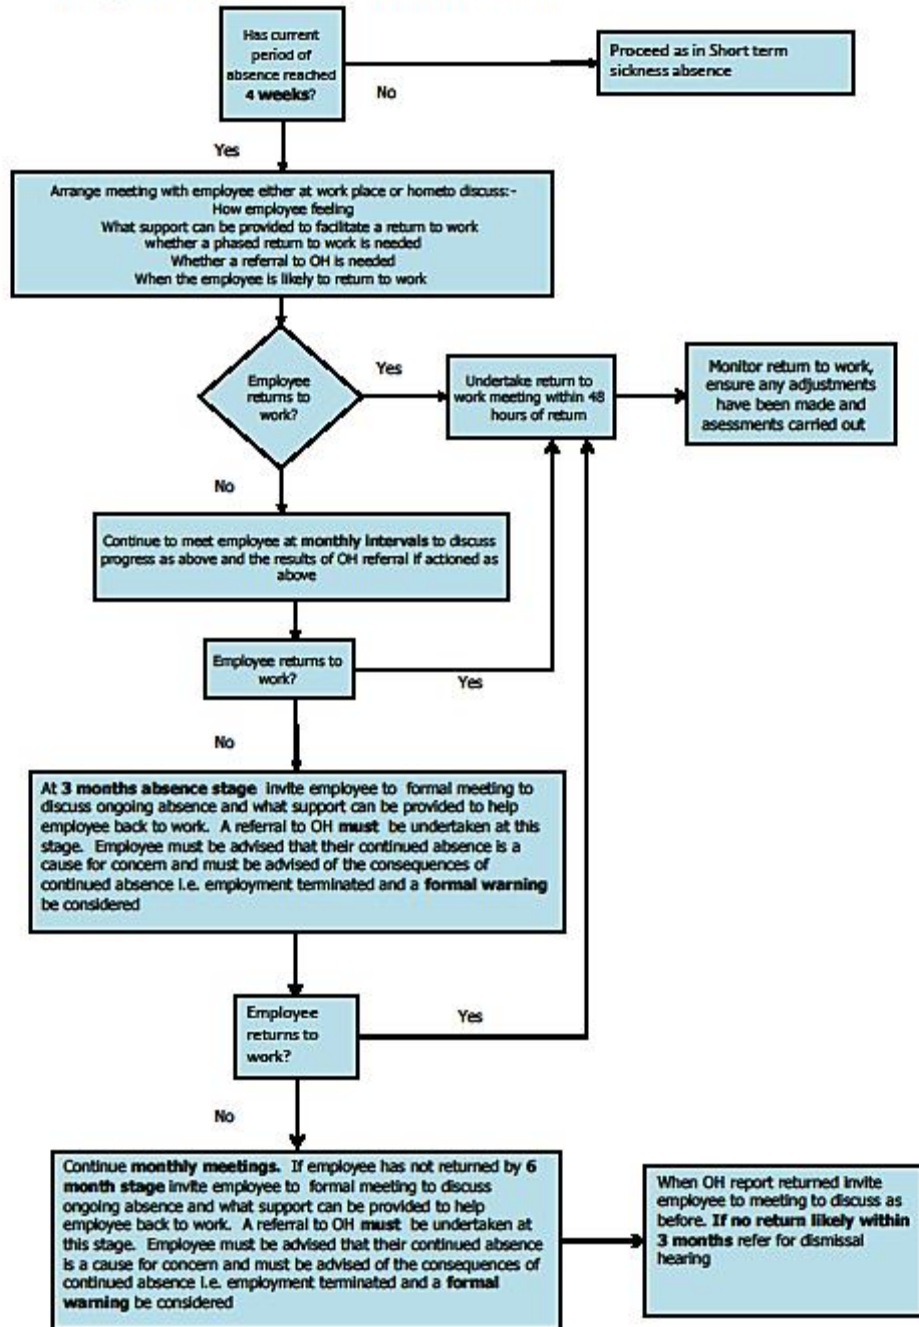 Has current
period of
absence reached
4 weeks?
Proceed as in Short term
sickness absence
No
Yes
Arrange meeting with employee either at work place or hometo discuss:-
How employee feeling
What support can be provided to facilitate a return to work
whether a phased return to work is needed
Whether a referral to OH is needed
When the employee is likely to return to work
Employee
returns to
work?
Yes
Undertake return to
work meeting within 48
hours of return
Monitor return to work,
ensure any adjustments
have been made and
asessments carried out
No
Continue to meet employee at monthly intervals to discuss
progress as above and the results of OH referral if actioned as
above
Employee returns to
work?
Yes
No
At 3 months absence stage invite employee to formal meeting to
discuss ongoing absence and what support can be provided to help
employee back to work. A referral to OH must be undertaken at this
stage. Employee must be advised that their continued absence is a
cause for concern and must be advised of the consequences of
continued absence i.e. employment terminated and a formal warning
be considered
Employee
returns to
work?
Yes
No
Continue monthly meetings. If employee has not returned by 6
month stage invite employee to formal meeting to discuss
ongoing absence and what support can be provided to help
employee back to work. A referral to OH must be undertaken at
this stage. Employee must be advised that their continued absence
is a cause for concern and must be advised of the consequences of
continued absence i.e. employment terminated and a formal
warning be considered
When OH report returned invite
employee to meeting to discuss as
before. If no return likely within
3 months refer for dismissal
hearing